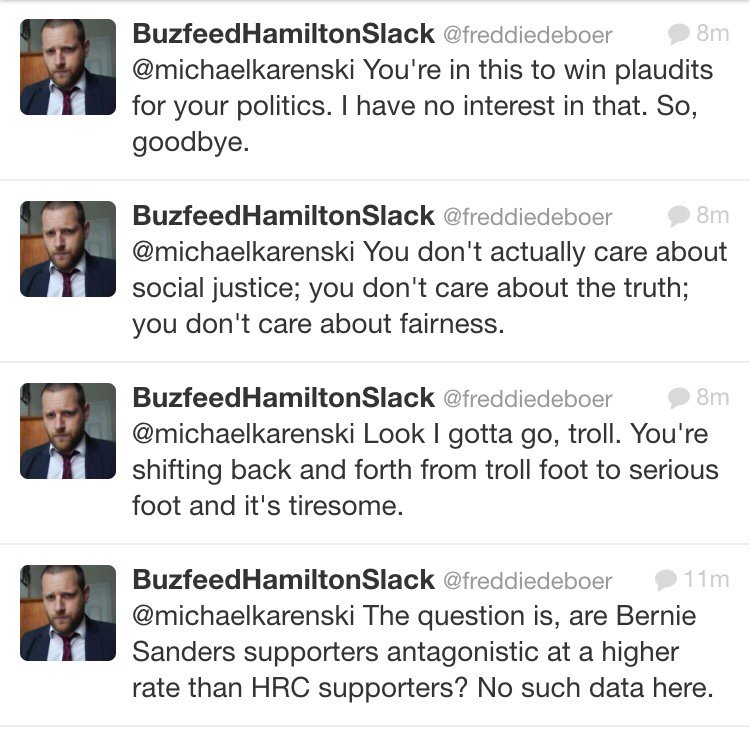 BuzfeedHamiltonSlack @freddiedeboer 8m
@michaelkarenski You're in this to win plaudits
for your politics. I have no interest in that. So,
goodbye.
BuzfeedHamiltonSlack @freddiedeboer 8m
@michaelkarenski You don't actually care about
social justice; you don't care about the truth;
you don't care about fairness.
BuzfeedHamiltonSlack @freddiedeboer 8m
@michaelkarenski Look I gotta go, troll. You're
shifting back and forth from troll foot to serious
foot and it's tiresome.
BuzfeedHamiltonSlack @freddiedeboer 11m
@michaelkarenski The question is, are Bernie
Sanders supporters antagonistic at a higher
rate than HRC supporters? No such data here.